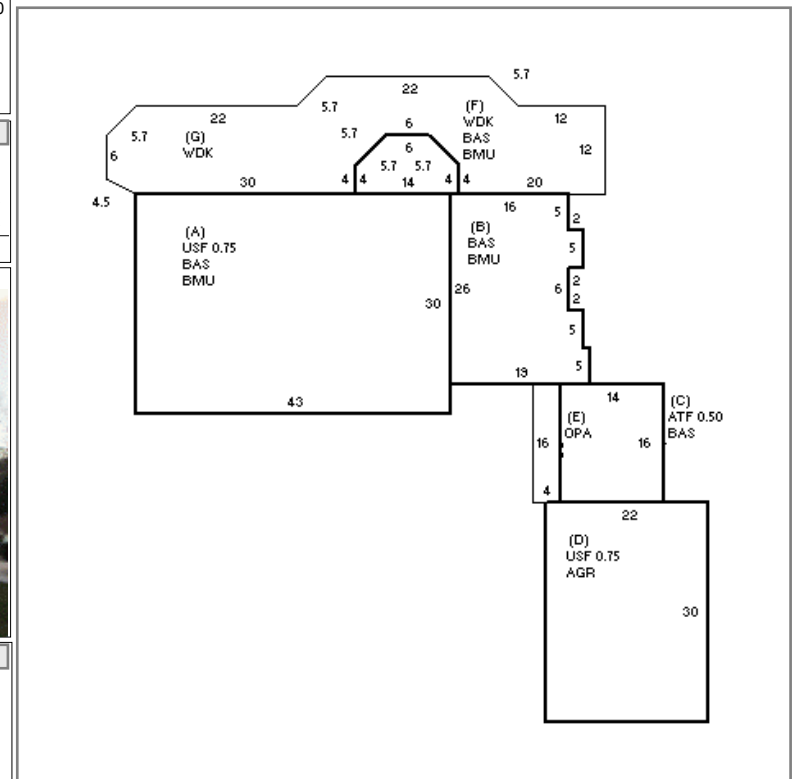 5.7
22
5.7
22
5.7
(F)
WDK
BAS
BMU
12
12
6
5.7
(G)
WDK
6
5.7
6
5.7 5.7
4.5
30
4 4
14
4 4
20
16
5
2
(A)
USF 0.75
BAS
BMU
(B)
BAS
BMU
5
30
26
6
2
2
5
5
19
43
14
(C)
ATF 0.50
BAS
(E)
OPA
16
16
4
22
(D)
USF 0.75
AGR
30